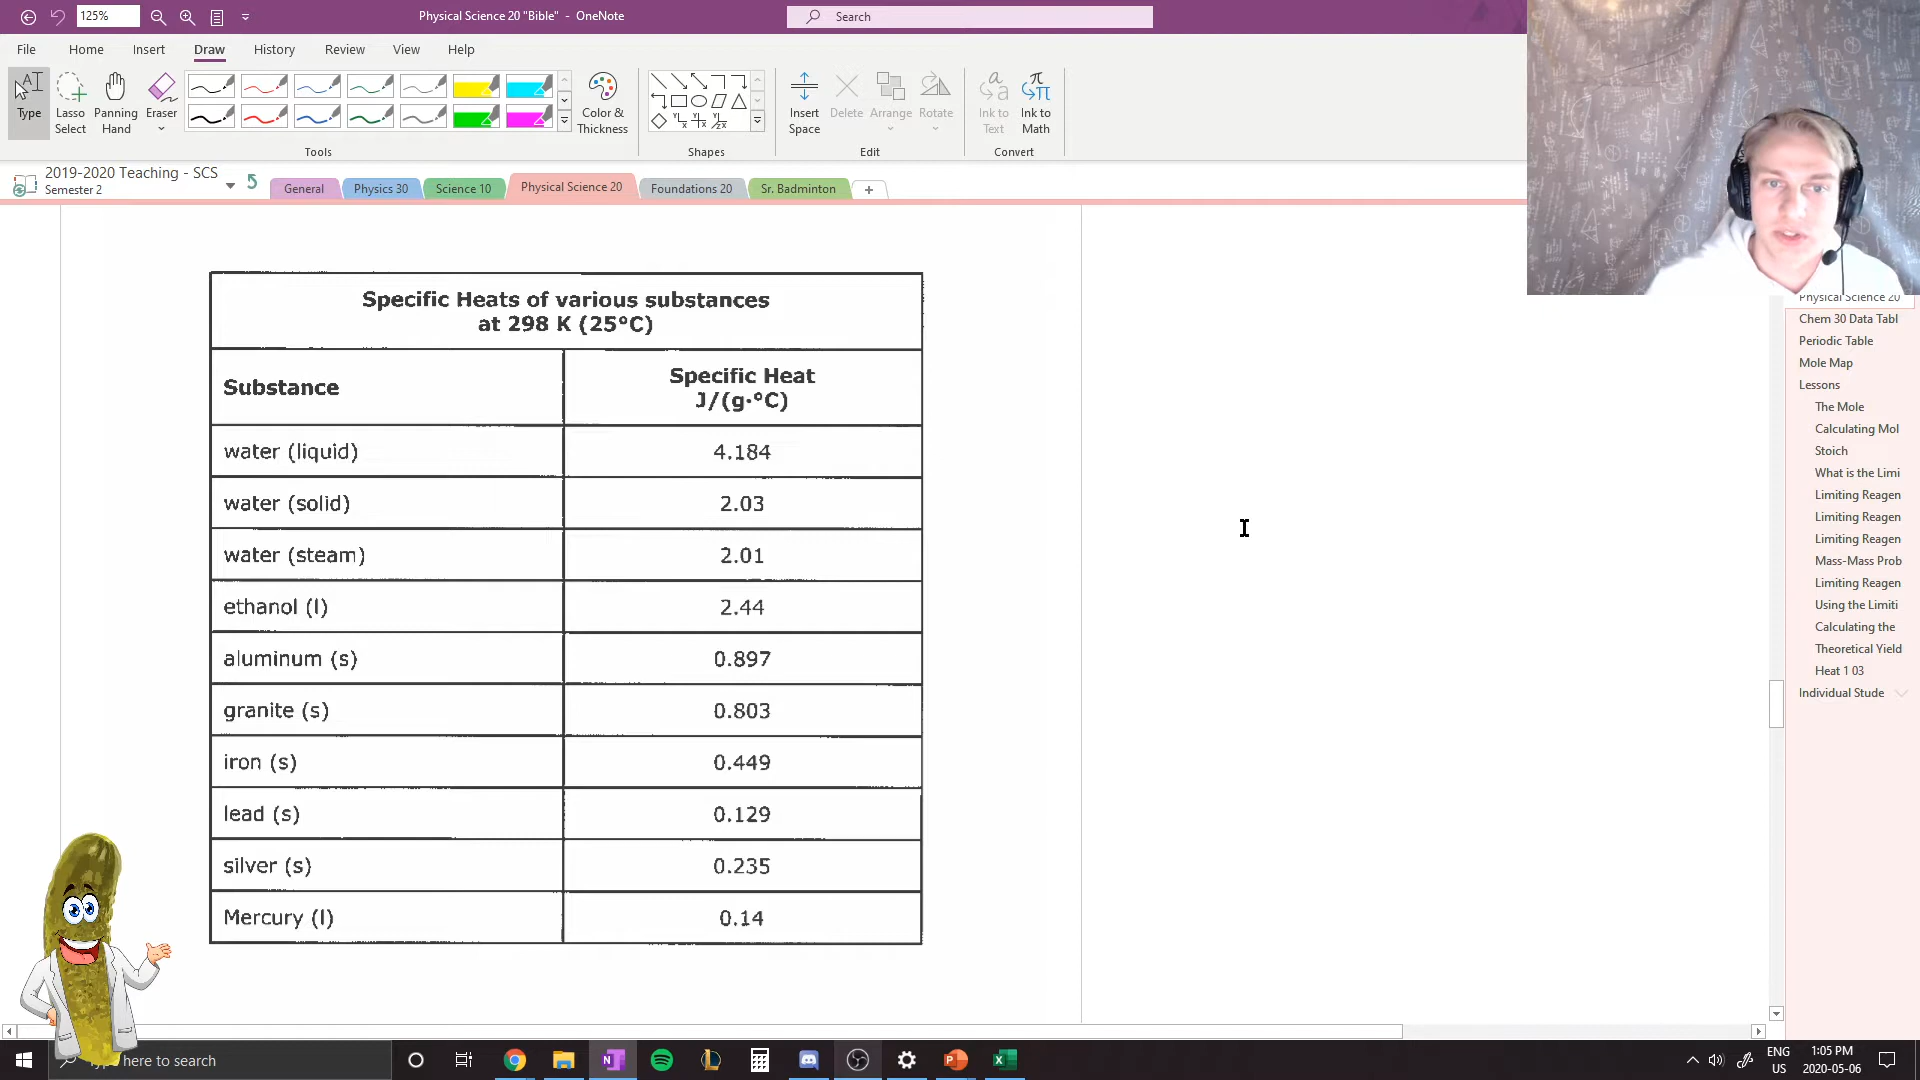 125%
Physical Science 20 "Bible" - OneNote
Search
File Home Insert Draw History Review View Help
Type
Lasso Select
Panning Hand
Eraser
Color & Thickness
Insert Space
Delete
Arrange
Rotate
Ink to Text
Ink to Math
Tools
Shapes
Edit
Convert
2019-2020 Teaching - SCS
Semester 2
General Physics 30 Science 10 Physical Science 20 Foundations 20 Sr. Badminton
Specific Heats of various substances
at 298 K (25°C)
Substance
Specific Heat
J/(g·°C)
water (liquid) 4.184
water (solid) 2.03
water (steam) 2.01
ethanol (l) 2.44
aluminum (s) 0.897
granite (s) 0.803
iron (s) 0.449
lead (s) 0.129
silver (s) 0.235
Mercury (l) 0.14
Physical Science 20
Chem 30 Data Tabl
Periodic Table
Mole Map
Lessons
The Mole
Calculating Mol
Stoich
What is the Limi
Limiting Reagen
Limiting Reagen
Limiting Reagen
Mass-Mass Prob
Limiting Reagen
Using the Limiti
Calculating the
Theoretical Yield
Heat 1 03
Individual Stude
here to search
ENG
US
1:05 PM
2020-05-06